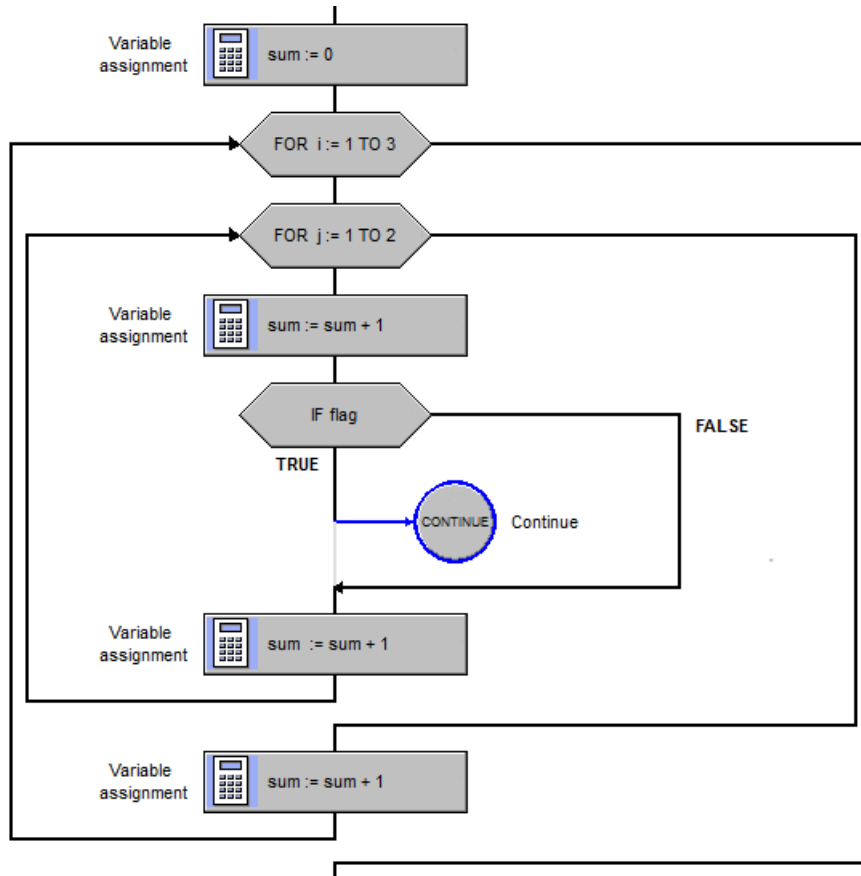 Variable
assignment
sum := 0
FOR i := 1 TO 3
FOR j := 1 TO 2
Variable
assignment
sum := sum + 1
IF flag
FALSE
TRUE
CONTINUE
Continue
Variable
assignment
sum := sum + 1
Variable
assignment
sum := sum + 1